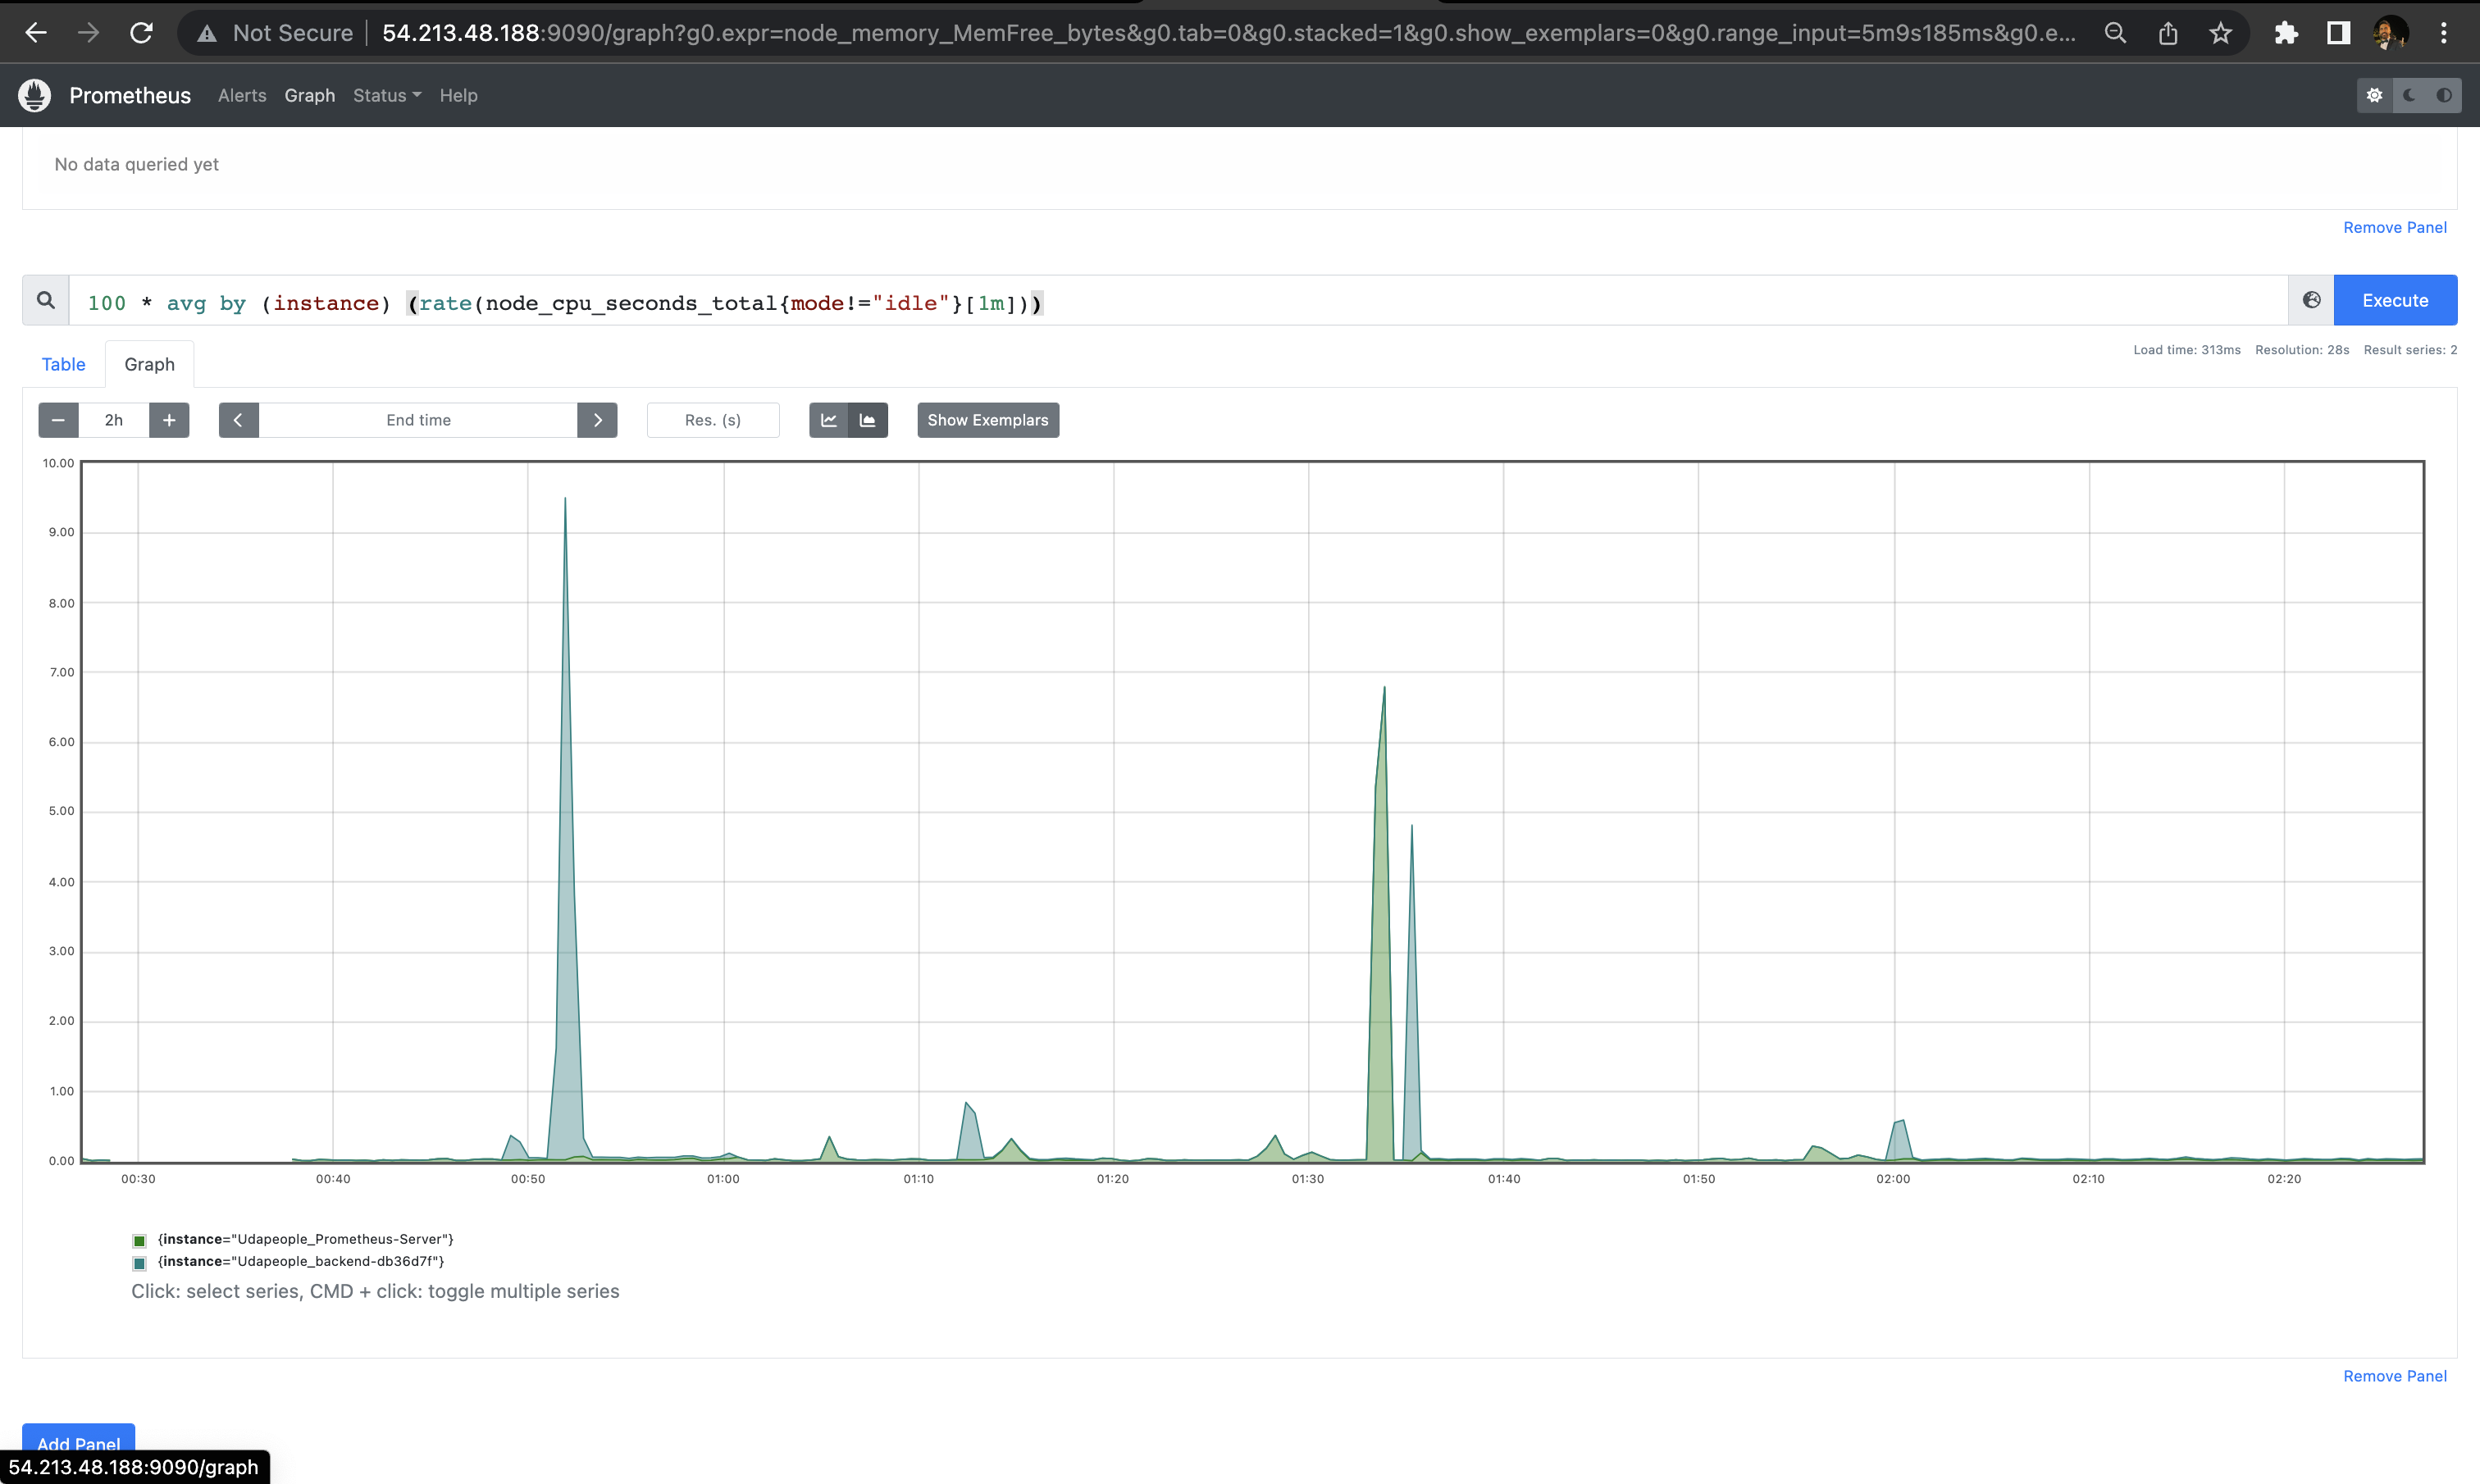 Not Secure 54.213.48.188:9090/graph?g0.expr=node_memory_MemFree_bytes&g0.tab=0&g0.stacked=1&g0.show_exemplars=0&g0.range_input=5m9s185ms&g0.e...
Prometheus Alerts Graph Status Help
No data queried yet
Remove Panel
100 * avg by (instance) (rate(node_cpu_seconds_total{mode!="idle"}[1m]))
Execute
Table Graph
Load time: 313ms Resolution: 28s Result series: 2
2h
End time
Res. (s)
Show Exemplars
10.00
9.00
8.00
7.00
6.00
5.00
4.00
3.00
2.00
1.00
0.00
00:30 00:40 00:50 01:00 01:10 01:20 01:30 01:40 01:50 02:00 02:10 02:20
{instance="Udapeople_Prometheus-Server"}
{instance="Udapeople_backend-db36d7f"}
Click: select series, CMD + click: toggle multiple series
Remove Panel
Add Panel
54.213.48.188:9090/graph